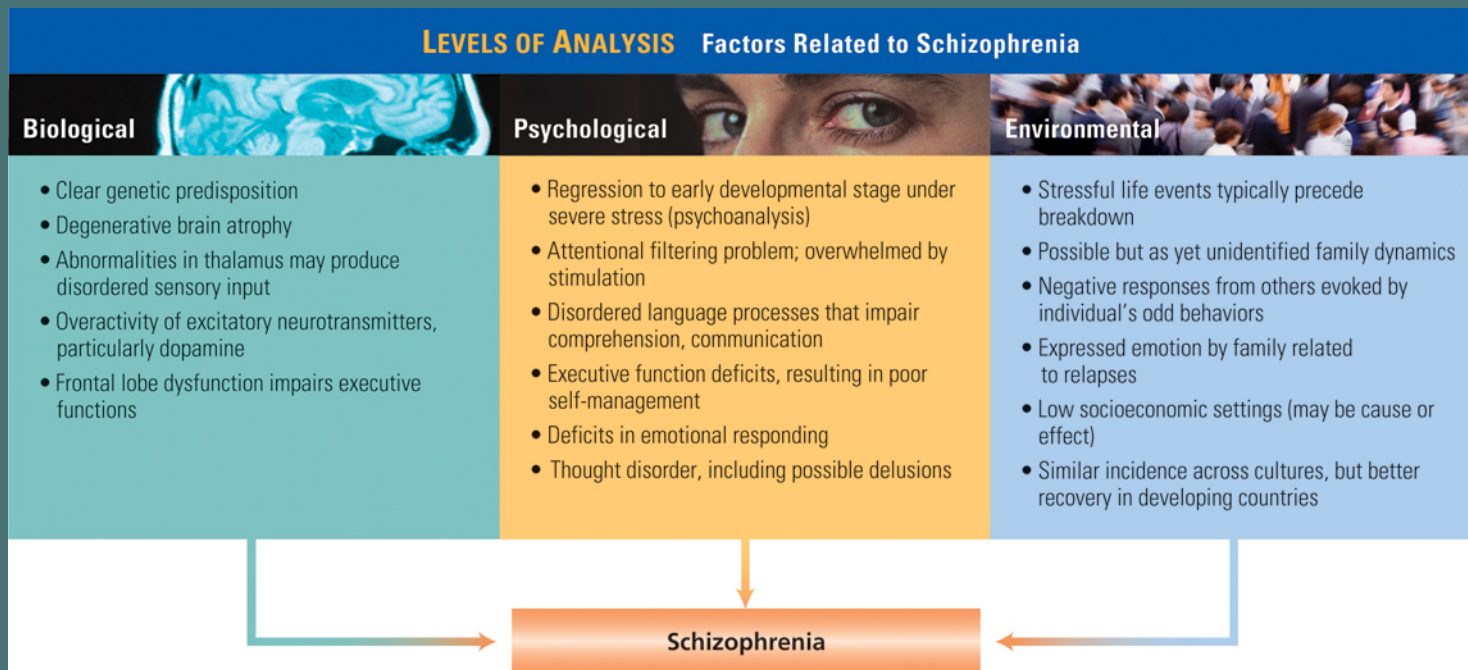 LEVELS OF ANALYSIS Factors Related to Schizophrenia
Biological
• Clear genetic predisposition
• Degenerative brain atrophy
• Abnormalities in thalamus may produce
disordered sensory input
• Overactivity of excitatory neurotransmitters,
particularly dopamine
• Frontal lobe dysfunction impairs executive
functions
Psychological
• Regression to early developmental stage under
severe stress (psychoanalysis)
• Attentional filtering problem; overwhelmed by
stimulation
• Disordered language processes that impair
comprehension, communication
• Executive function deficits, resulting in poor
self-management
• Deficits in emotional responding
• Thought disorder, including possible delusions
Environmental
• Stressful life events typically precede
breakdown
• Possible but as yet unidentified family dynamics
• Negative responses from others evoked by
individual's odd behaviors
• Expressed emotion by family related
to relapses
• Low socioeconomic settings (may be cause or
effect)
• Similar incidence across cultures, but better
recovery in developing countries
Schizophrenia